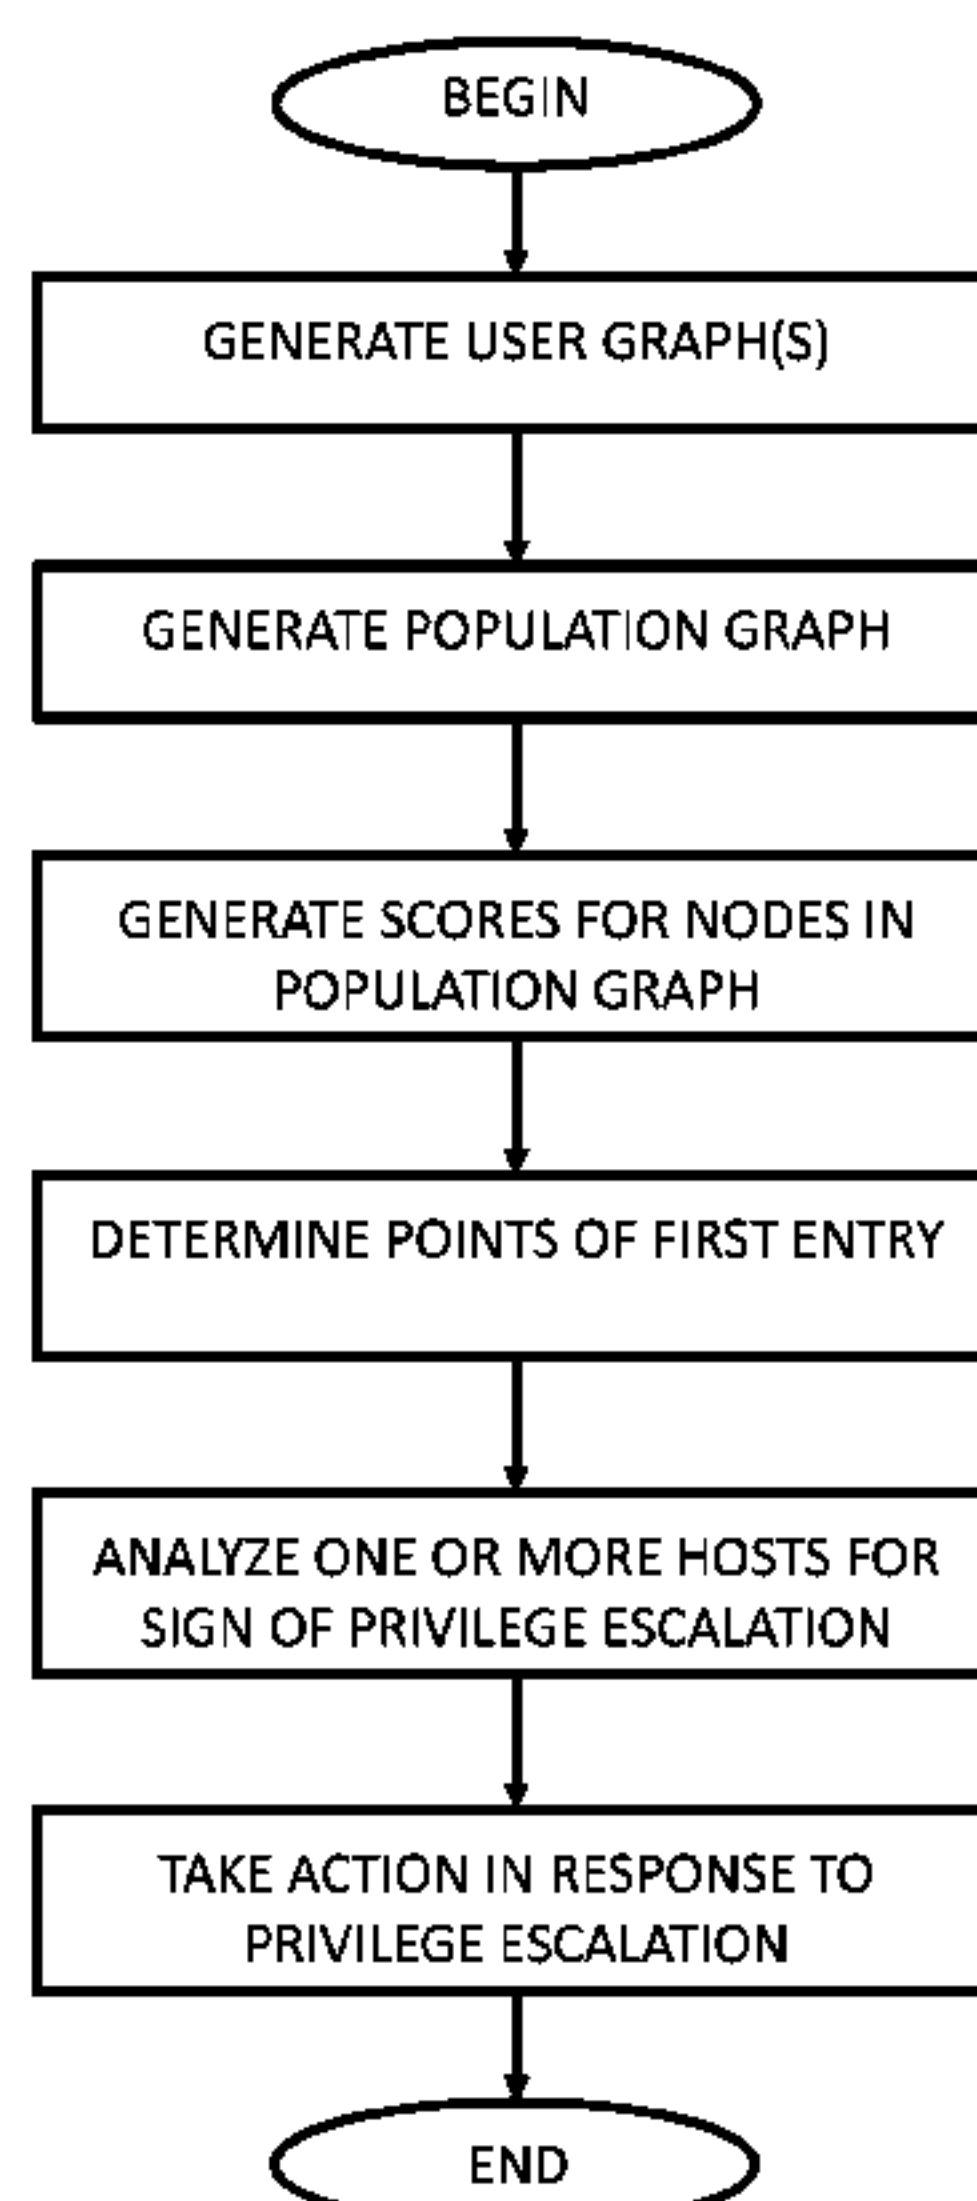 BEGIN
GENERATE USER GRAPH(S)
GENERATE POPULATION GRAPH
GENERATE SCORES FOR NODES IN
POPULATION GRAPH
DETERMINE POINTS OF FIRST ENTRY
ANALYZE ONE OR MORE HOSTS FOR
SIGN OF PRIVILEGE ESCALATION
TAKE ACTION IN RESPONSE TO
PRIVILEGE ESCALATION
END